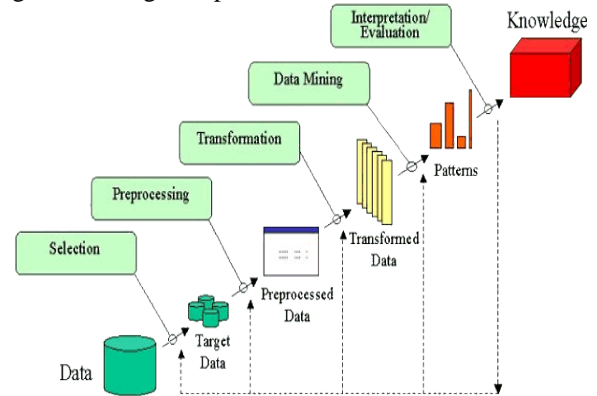 Interpretation/
Evaluation
Knowledge
Data Mining
Transformation
Patterns
Preprocessing
Transformed
Data
Selection
Preprocessed
Data
Target
Data
Data